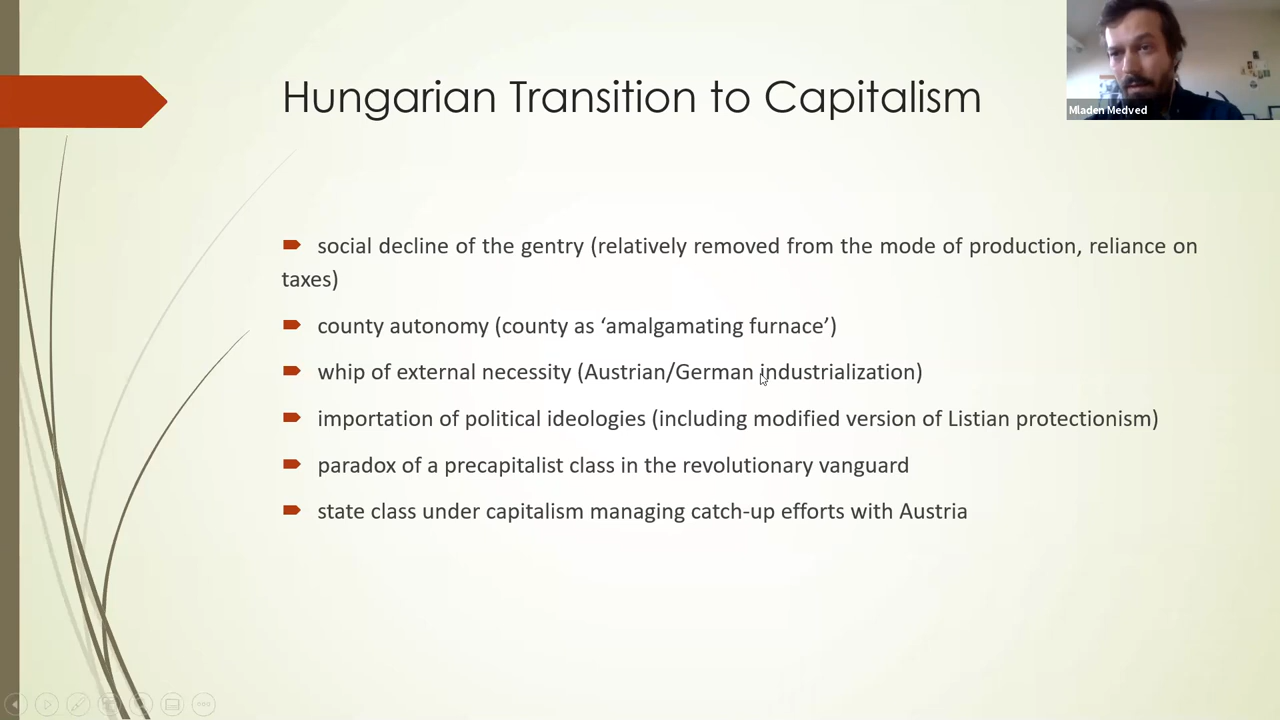 Hungarian Transition to Capitalism
Mladen Medved
social decline of the gentry (relatively removed from the mode of production, reliance on
taxes)
county autonomy (county as ‘amalgamating furnace’)
whip of external necessity (Austrian/German industrialization)
importation of political ideologies (including modified version of Listian protectionism)
paradox of a precapitalist class in the revolutionary vanguard
state class under capitalism managing catch-up efforts with Austria